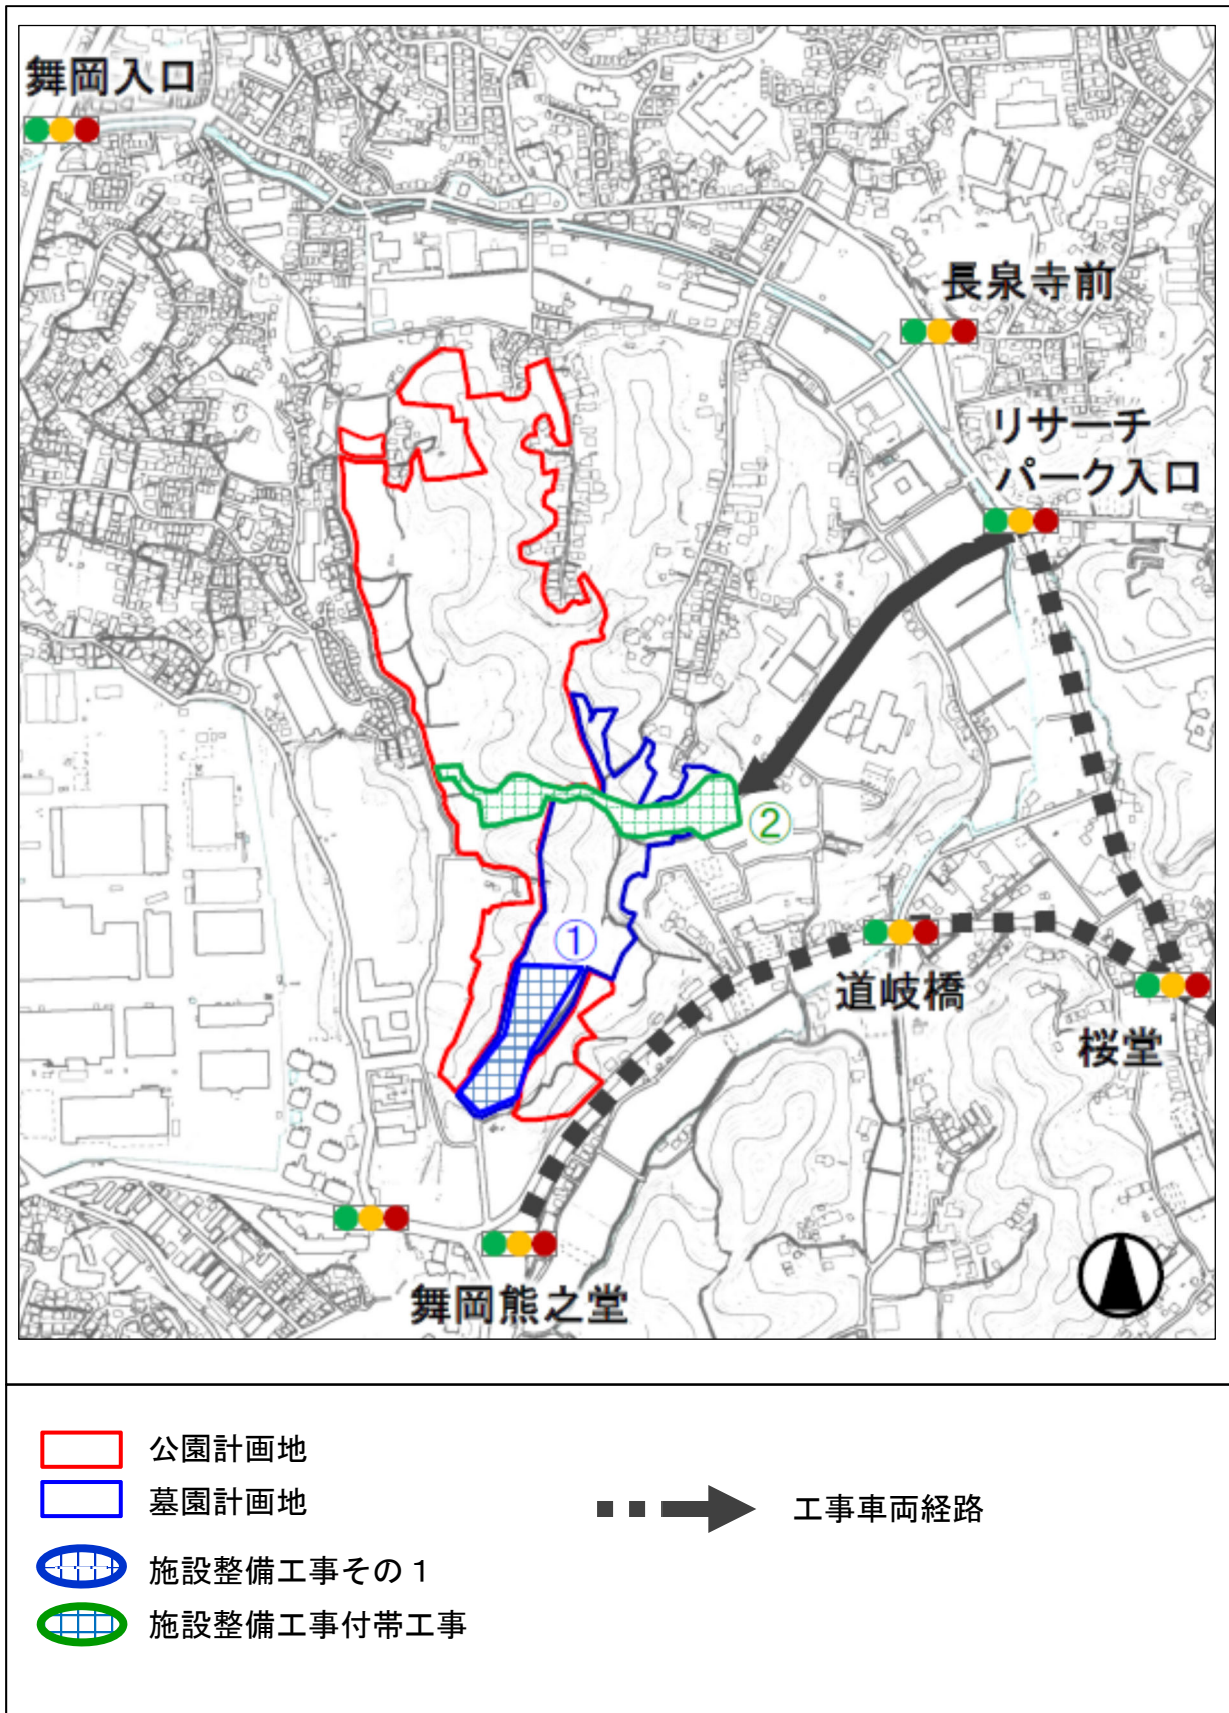 舞岡入口
長泉寺前
リサーチ
パーク入口
②
①
道岐橋
桜堂
舞岡熊之堂
公園計画地
墓園計画地
工事車両経路
施設整備工事その１
施設整備工事付帯工事